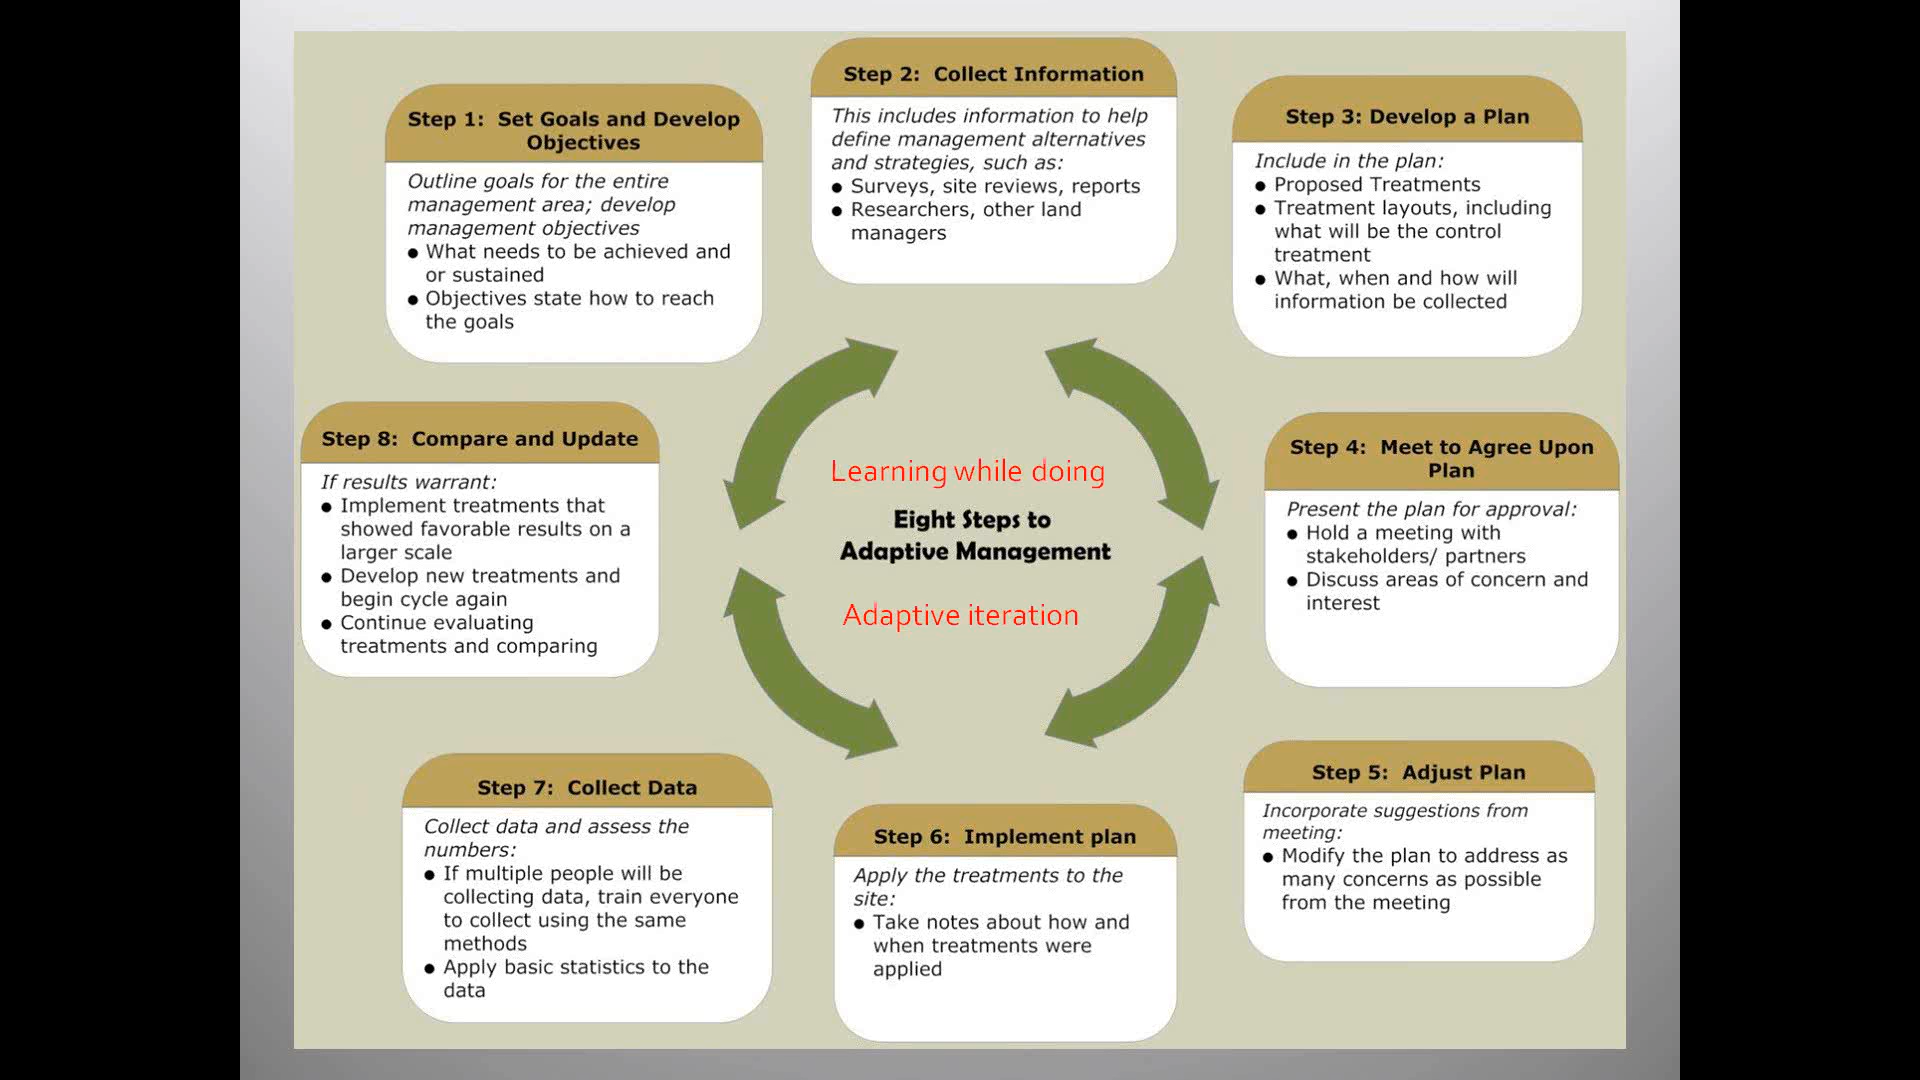 Step 1:  Set Goals and Develop
Objectives
Outline goals for the entire
management area; develop
management objectives
● What needs to be achieved and
or sustained
● Objectives state how to reach
the goals
Step 2:  Collect Information
This includes information to help
define management alternatives
and strategies, such as:
● Surveys, site reviews, reports
● Researchers, other land
managers
Step 3: Develop a Plan
Include in the plan:
● Proposed Treatments
● Treatment layouts, including
what will be the control
treatment
● What, when and how will
information be collected
Step 4:  Meet to Agree Upon
Plan
Present the plan for approval:
● Hold a meeting with
stakeholders/ partners
● Discuss areas of concern and
interest
Step 5:  Adjust Plan
Incorporate suggestions from
meeting:
● Modify the plan to address as
many concerns as possible
from the meeting
Step 6:  Implement plan
Apply the treatments to the
site:
● Take notes about how and
when treatments were
applied
Step 7:  Collect Data
Collect data and assess the
numbers:
● If multiple people will be
collecting data, train everyone
to collect using the same
methods
● Apply basic statistics to the
data
Step 8:  Compare and Update
If results warrant:
● Implement treatments that
showed favorable results on a
larger scale
● Develop new treatments and
begin cycle again
● Continue evaluating
treatments and comparing
Learning while doing
Eight Steps to
Adaptive Management
Adaptive iteration